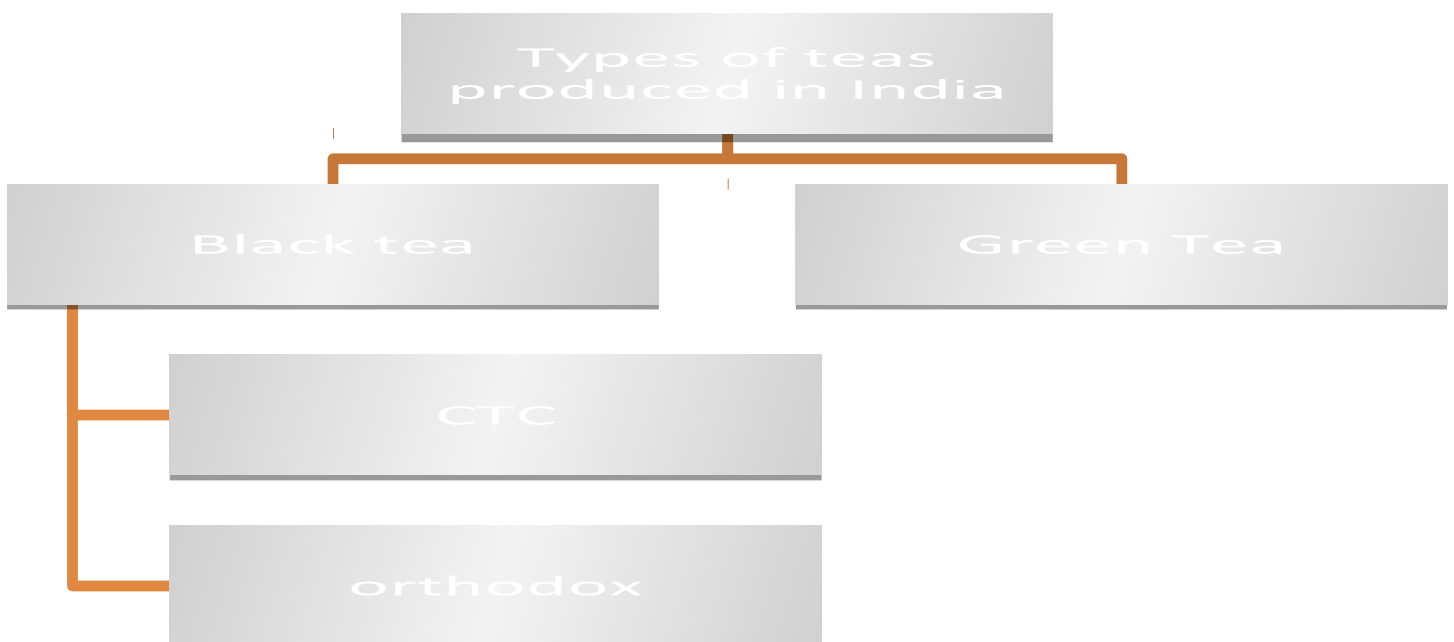 Types of teas
produced in India
Black tea
Green Tea
CTC
orthodox